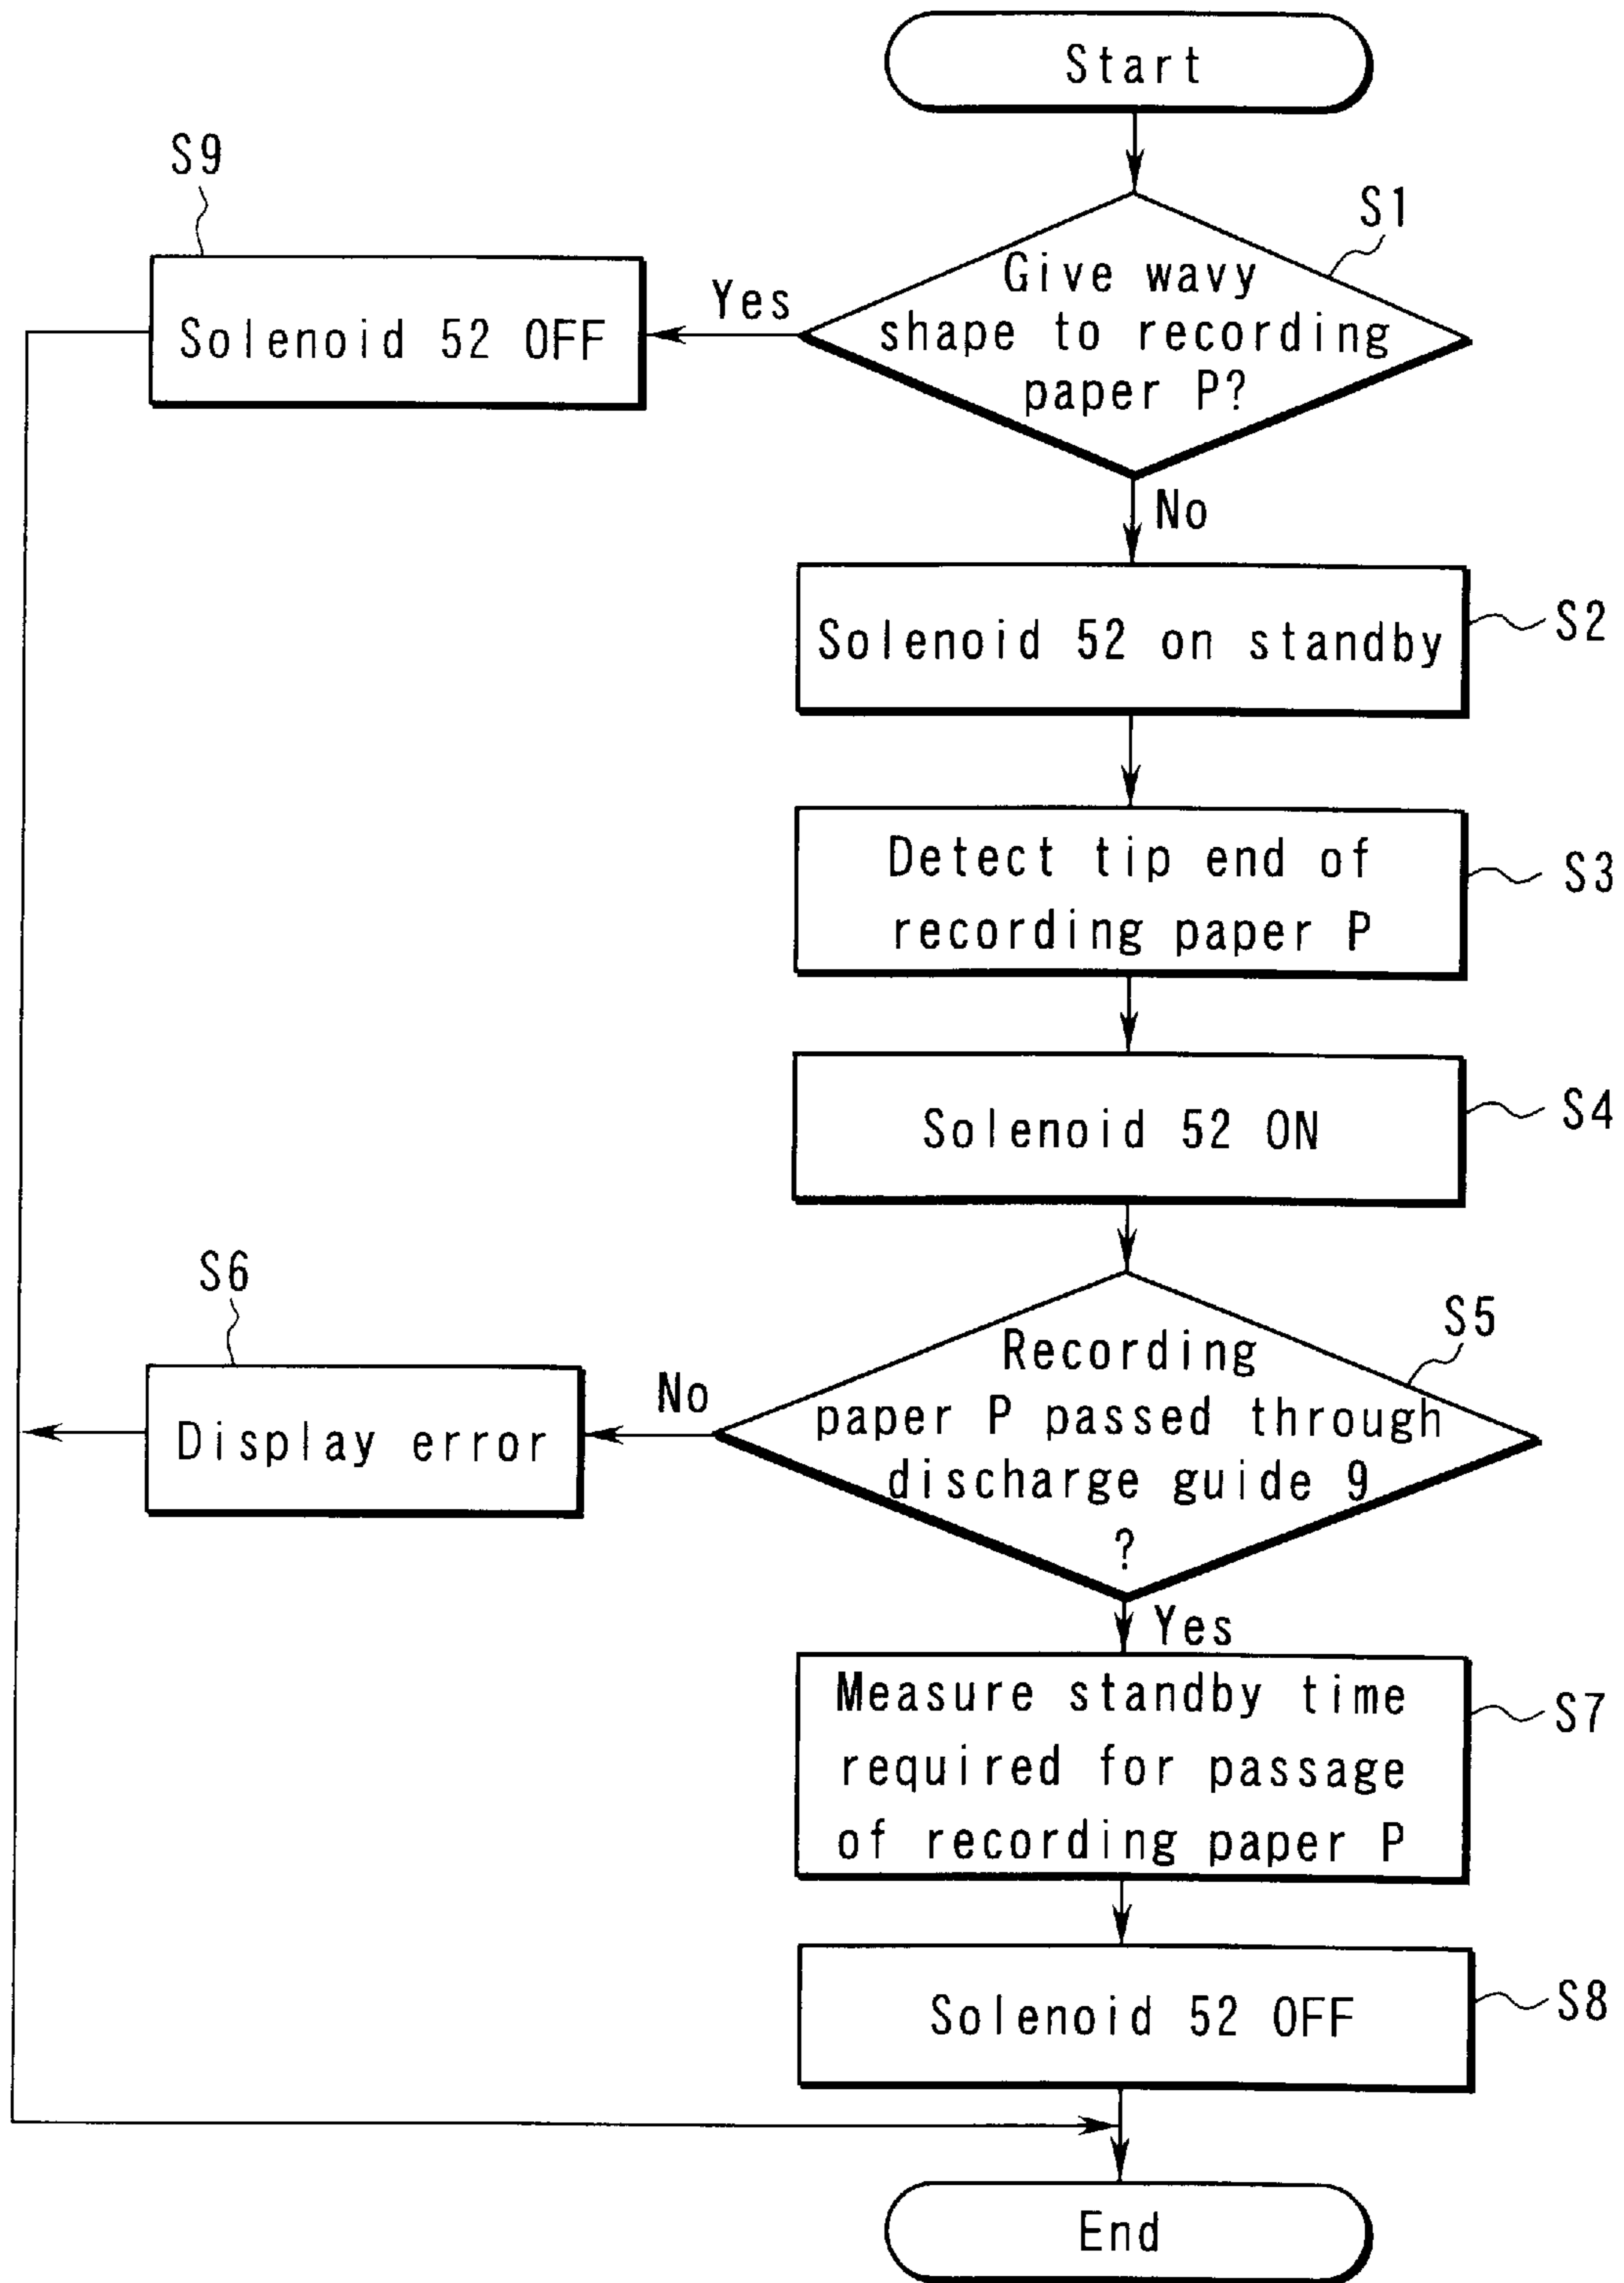 Start
S9
S1
Give wavy
shape to recording
paper P?
Yes
Solenoid 52 OFF
No
Solenoid 52 on standby
S2
Detect tip end of
recording paper P
S3
Solenoid 52 ON
S4
S6
S5
Recording
paper P passed through
discharge guide 9
?
No
Display error
Yes
Measure standby time
required for passage
of recording paper P
S7
Solenoid 52 OFF
S8
End